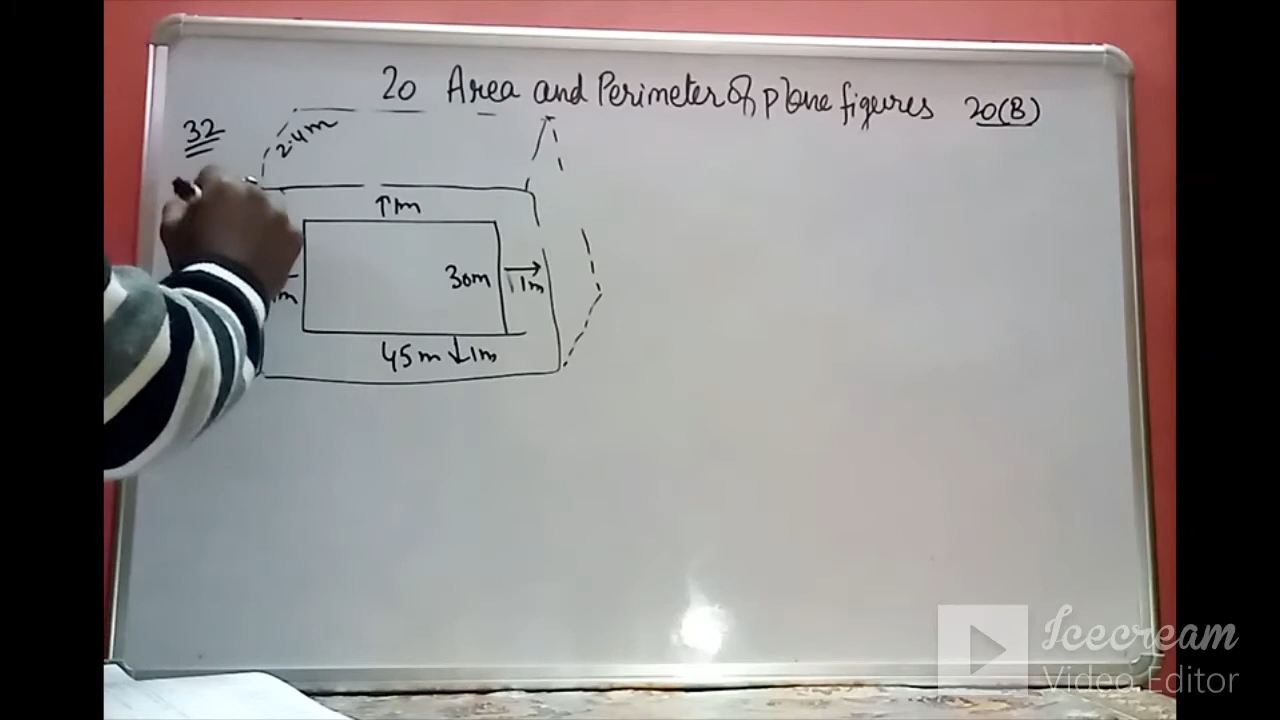 20 Area and Perimeter of plane figures 20(B)
32
2.4m
↑1m
30m
→
1m
m
45m ↓1m
Icecream
Video Editor